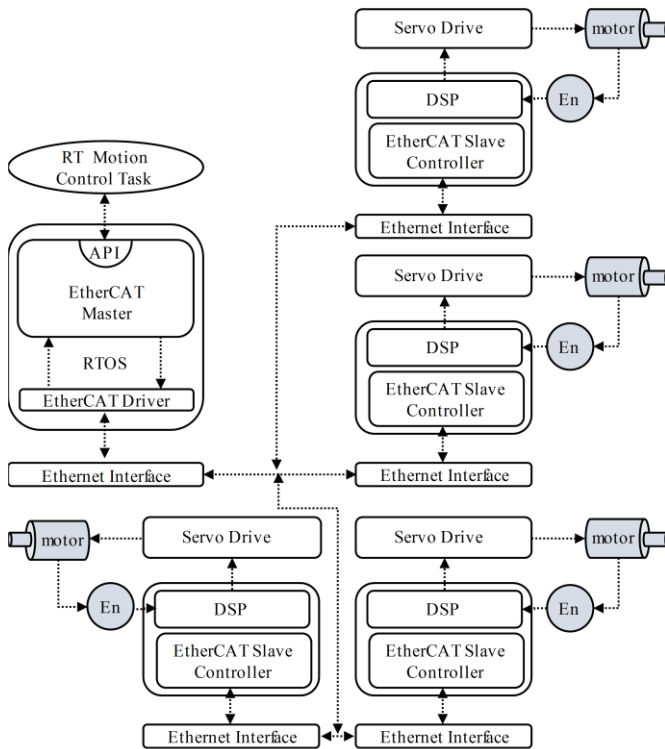 Servo Drive
motor
DSP
En
EtherCAT Slave
Controller
Ethernet Interface
RT Motion
Control Task
API
EtherCAT
Master
RTOS
EtherCAT Driver
Ethernet Interface
Servo Drive
motor
DSP
En
EtherCAT Slave
Controller
Ethernet Interface
motor
Servo Drive
En
DSP
EtherCAT Slave
Controller
Ethernet Interface
Servo Drive
motor
DSP
En
EtherCAT Slave
Controller
Ethernet Interface